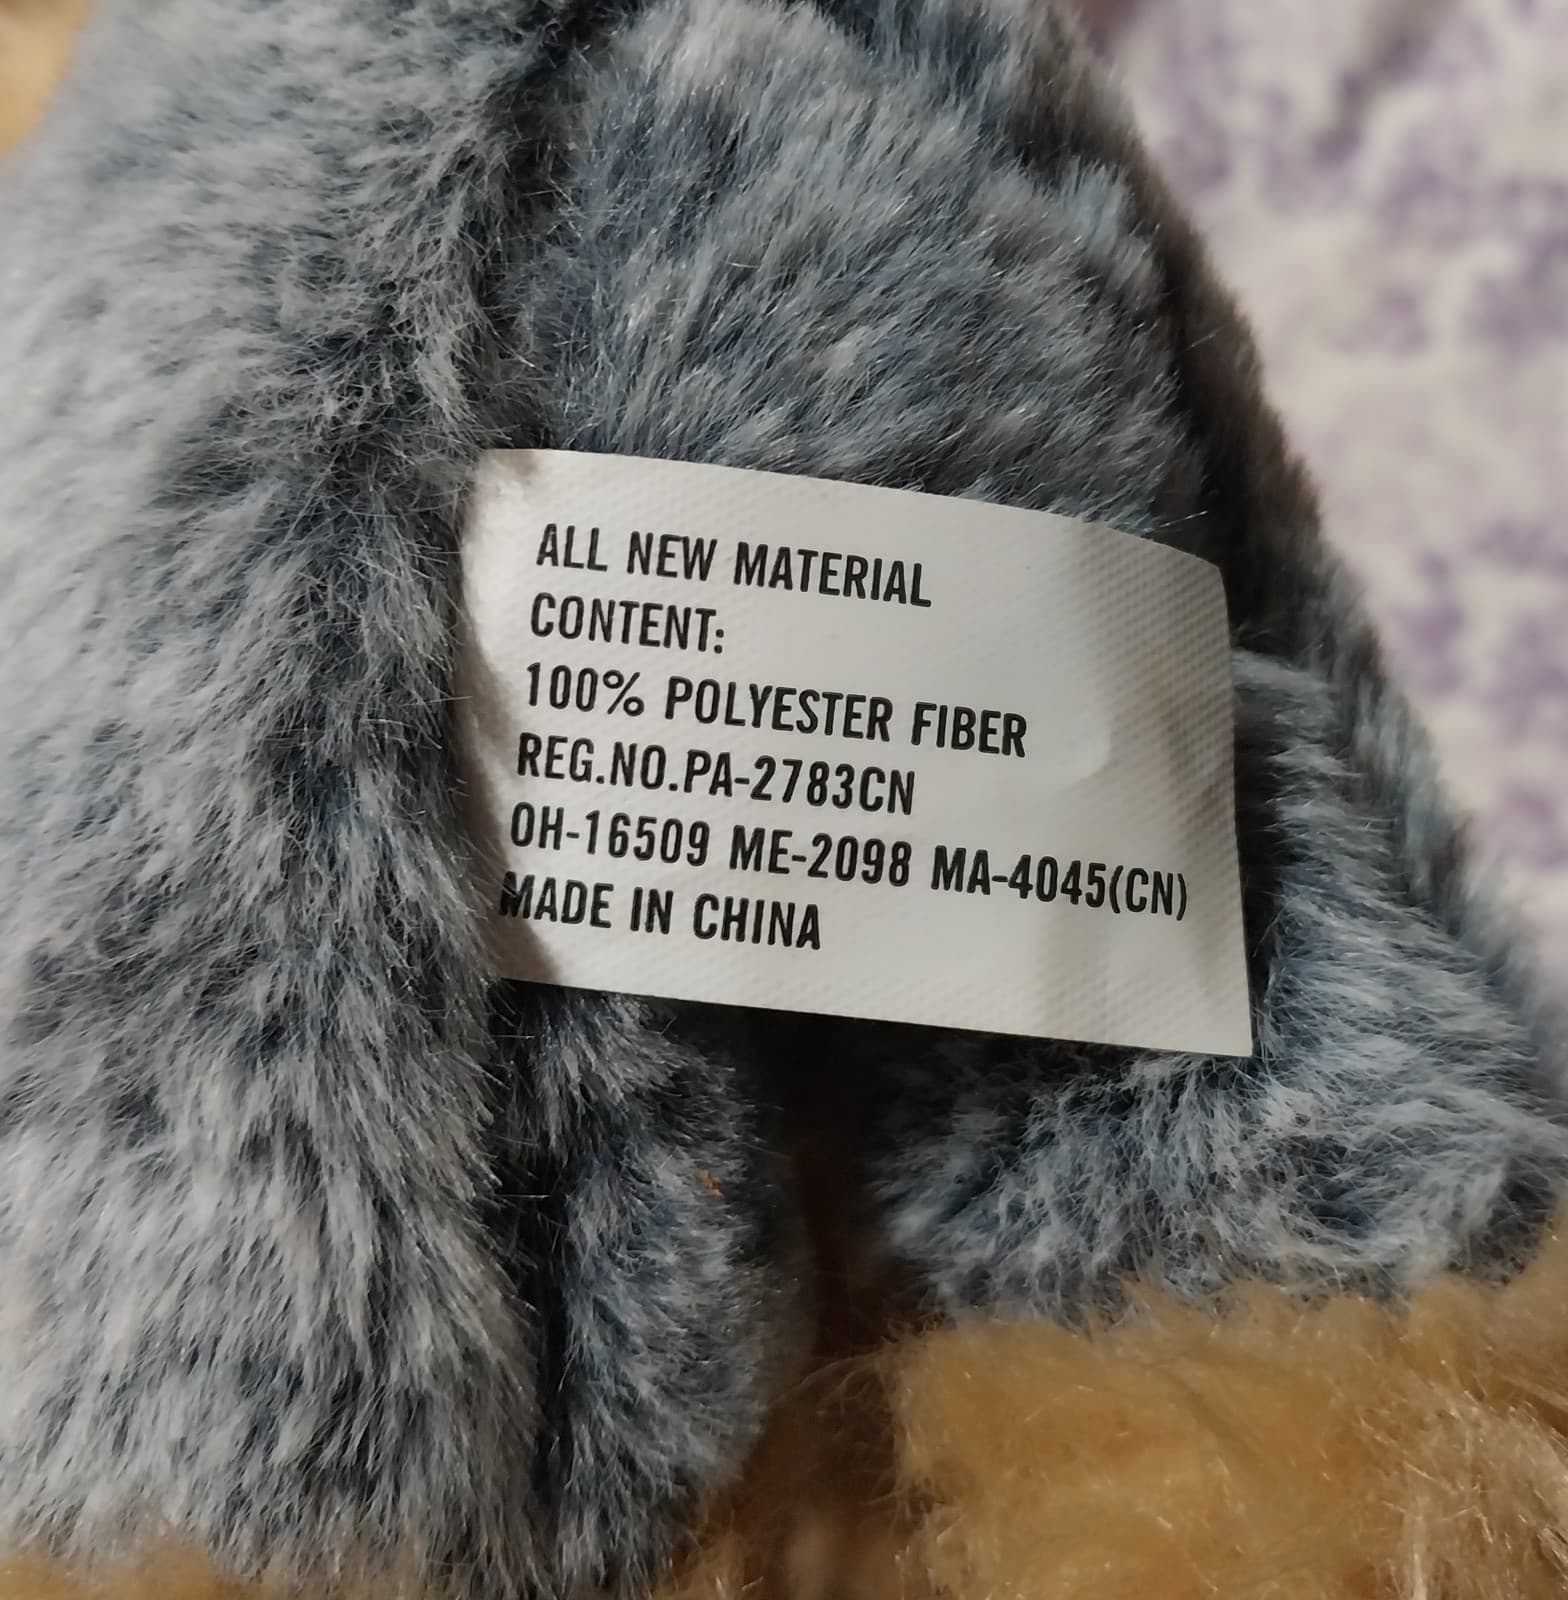 ALL NEW MATERIAL
CONTENT:
100% POLYESTER FIBER
REG.NO.PA-2783CN
OH-16509 ME-2098 MA-4045(CN)
MADE IN CHINA